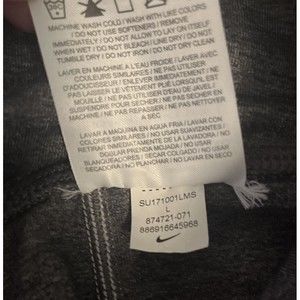 MACHINE WASH COLD / WASH WITH LIKE COLORS
/ DO NOT USE SOFTENERS / REMOVE
IMMEDIATELY / DO NOT ALLOW TO LAY ON ITSELF
WHEN WET / DO NOT BLEACH / LINE DRY / DO NOT
TUMBLE DRY / DO NOT IRON / DO NOT DRY CLEAN
LAVER EN MACHINE A L'EAU FROIDE / LAVER AVEC
COULEURS SIMILAIRES / NE PAS UTILISER
D'ADOUCISSEUR / ENLEVER IMMEDIATEMENT / NE
PAS LAISSER LE VÊTEMENT PLIÉ LORSQU'IL EST
MOUILLÉ / NE PAS UTILISER D'EAU DE JAVEL /
SUSPENDRE POUR SECHER / NE PAS SECHER EN
MACHINE / NE PAS REPASSER / NE PAS NETTOYER
A SEC
LAVAR A MAQUINA EN AGUA FRIA / LAVAR CON
COLORES SIMILARES / NO USAR SUAVIZANTES /
RETIRAR INMEDIATAMENTE DE LA LAVADORA / NO
DOBLAR PRENDA MOJADA / NO USAR
BLANQUEADORES / SECAR COLGADO / NO USAR
SECADORA / NO PLANCHAR / NO LAVAR EN SECO
SU171001LMS
L
874721-071
886916645968